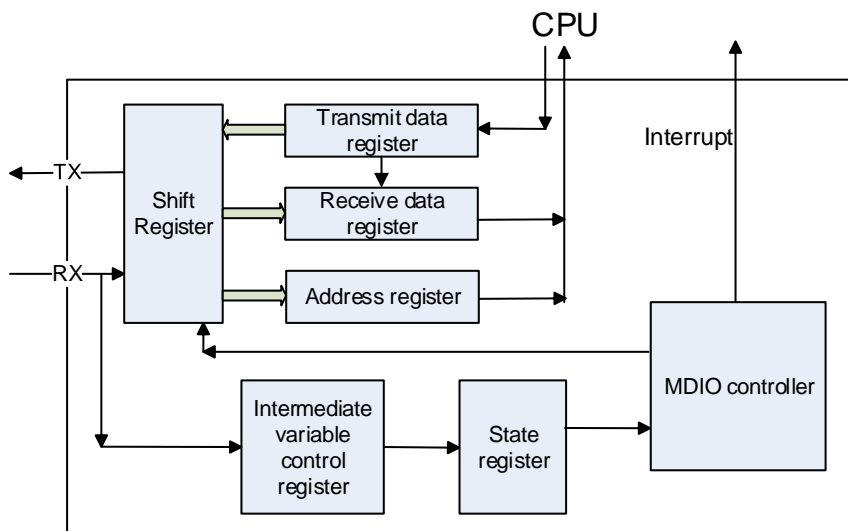 CPU
Transmit data
register
Interrupt
TX
Shift
Register
Receive data
register
RX
Address register
MDIO controller
Intermediate
variable
control
register
State
register